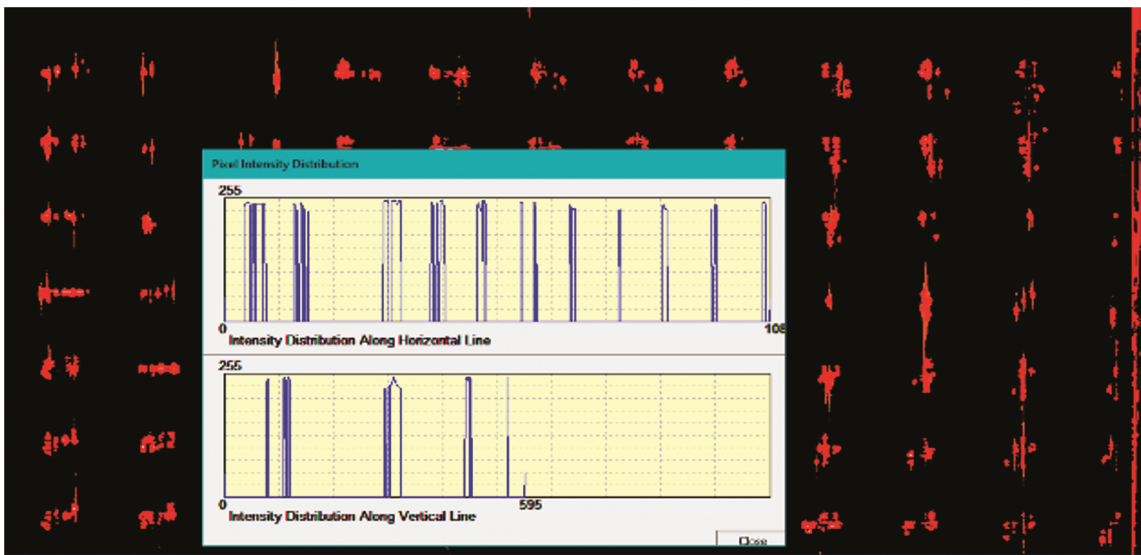 Pixel Intensity Distribution
255
0
108
Intensity Distribution Along Horizontal Line
255
0
595
Intensity Distribution Along Vertical Line
Close